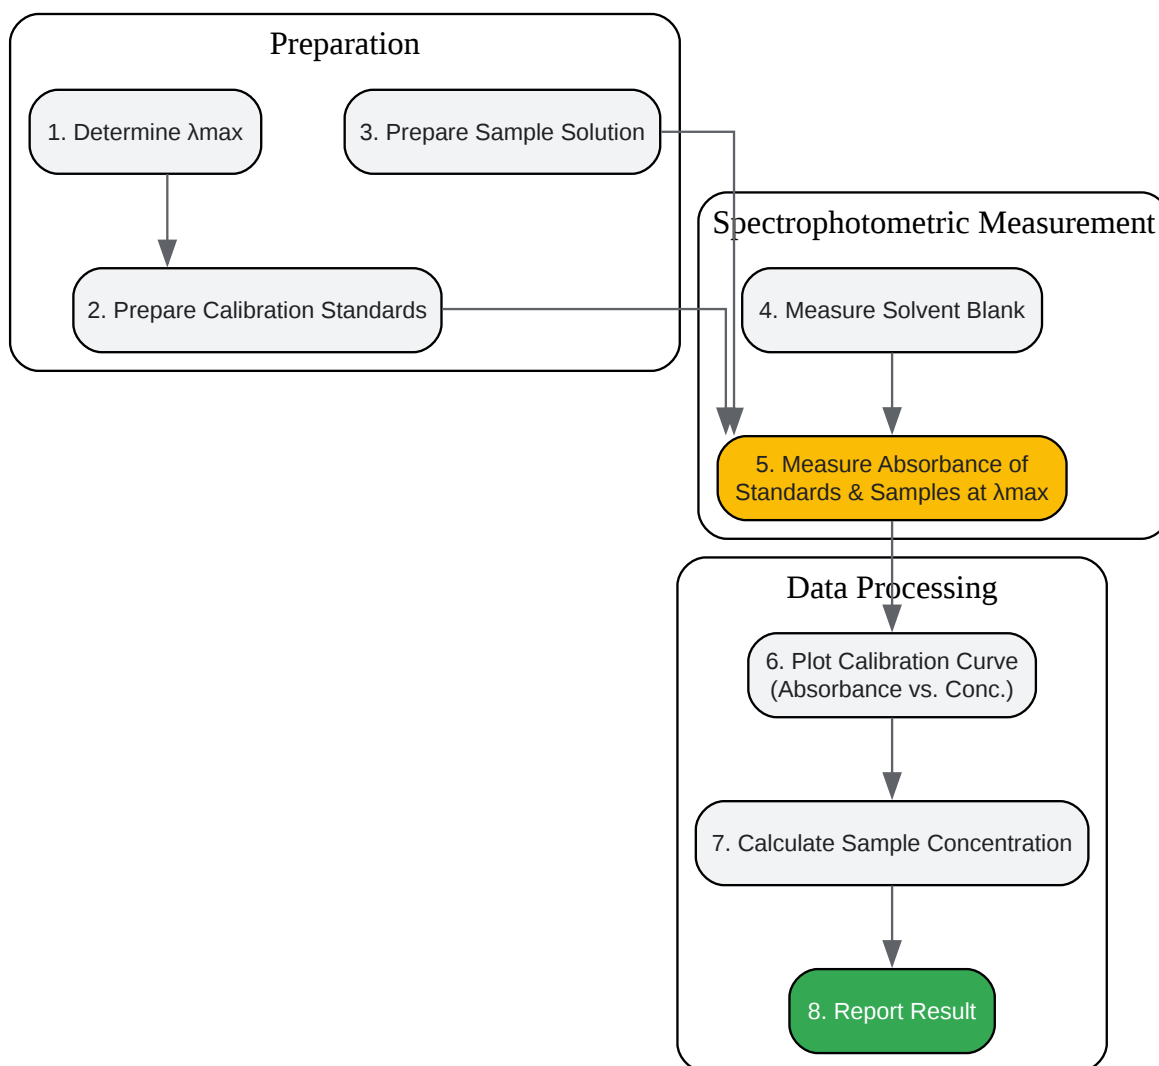 Preparation
1. Determine λmax
3. Prepare Sample Solution
2. Prepare Calibration Standards
Spectrophotometric Measurement
4. Measure Solvent Blank
5. Measure Absorbance of
Standards & Samples at λmax
Data Processing
6. Plot Calibration Curve
(Absorbance vs. Conc.)
7. Calculate Sample Concentration
8. Report Result